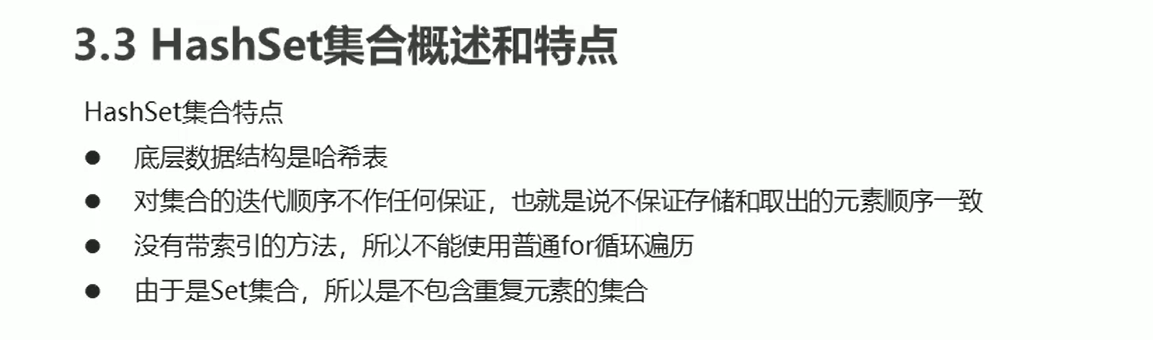 3.3 HashSet集合概述和特点
HashSet集合特点
● 底层数据结构是哈希表
● 对集合的迭代顺序不作任何保证，也就是说不保证存储和取出的元素顺序一致
● 没有带索引的方法，所以不能使用普通for循环遍历
● 由于是Set集合，所以是不包含重复元素的集合